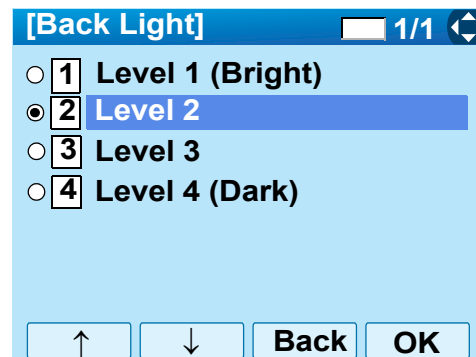 [Back Light] 1/1
1 Level 1 (Bright)
2 Level 2
3 Level 3
4 Level 4 (Dark)
↑ ↓ Back OK